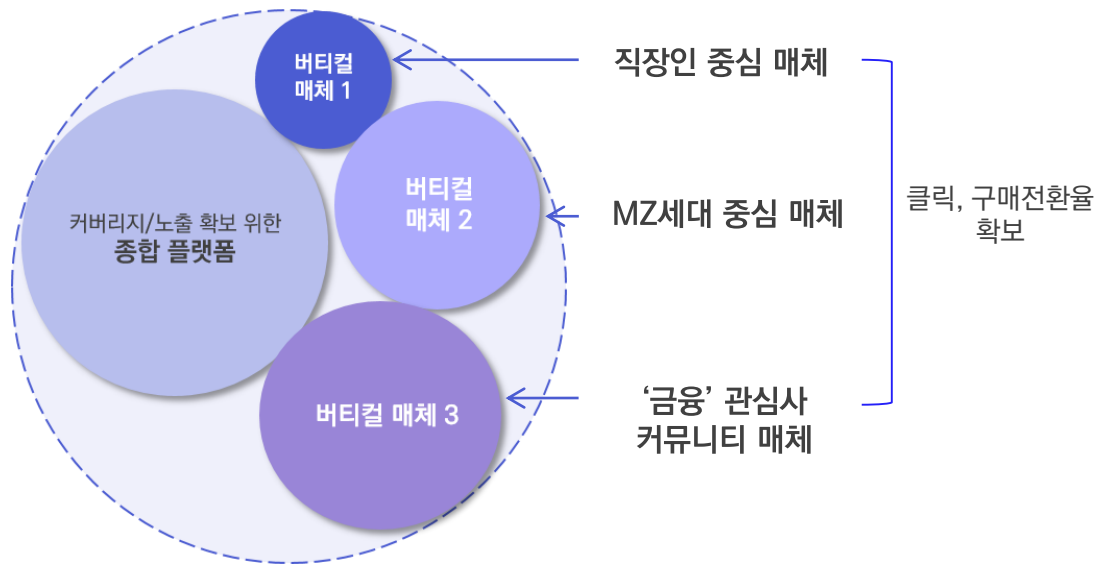 버티컬
매체 1
직장인 중심 매체
버티컬
매체 2
MZ세대 중심 매체
커버리지/노출 확보 위한
종합 플랫폼
클릭, 구매전환율
확보
버티컬 매체 3
‘금융’ 관심사
커뮤니티 매체